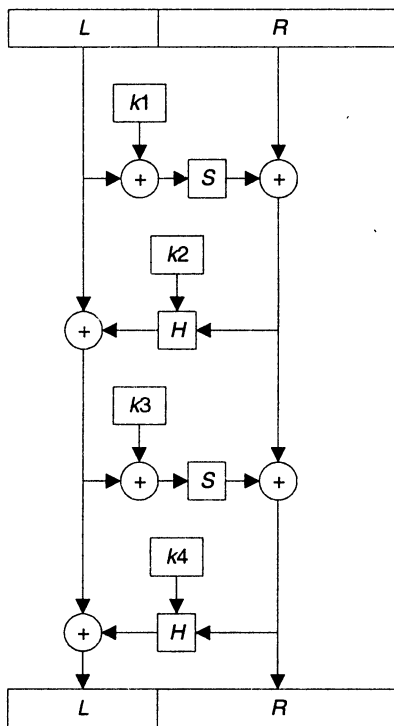 L R
k1
+ S +
k2
+ H
k3
+ S +
k4
+ H
L R